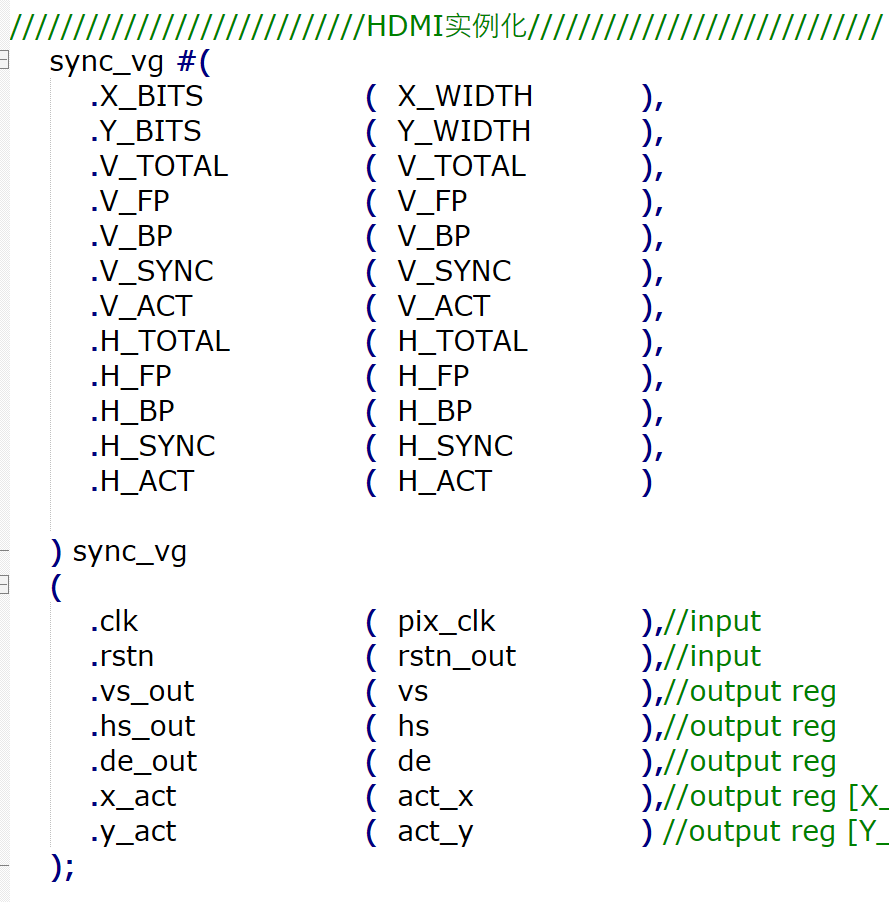 ////////////////////////////HDMI实例化////////////////////////////
sync_vg #(
.X_BITS ( X_WIDTH ),
.Y_BITS ( Y_WIDTH ),
.V_TOTAL ( V_TOTAL ),
.V_FP ( V_FP ),
.V_BP ( V_BP ),
.V_SYNC ( V_SYNC ),
.V_ACT ( V_ACT ),
.H_TOTAL ( H_TOTAL ),
.H_FP ( H_FP ),
.H_BP ( H_BP ),
.H_SYNC ( H_SYNC ),
.H_ACT ( H_ACT )
) sync_vg
(
.clk ( pix_clk ),//input
.rstn ( rstn_out ),//input
.vs_out ( vs ),//output reg
.hs_out ( hs ),//output reg
.de_out ( de ),//output reg
.x_act ( act_x ),//output reg [X_
.y_act ( act_y ) //output reg [Y_
);